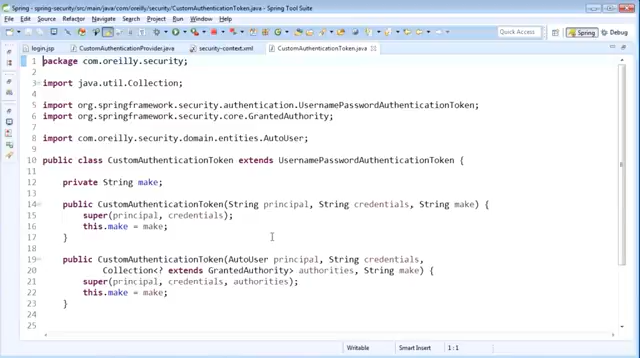 Spring - spring-security/src/main/java/com/oreilly/security/CustomAuthenticationToken.java - Spring Tool Suite
File Edit Source Refactor Navigate Search Project Run Window Help
Quick Access Spring Debug
login.jsp CustomAuthenticationProvider.java security-context.xml CustomAuthenticationToken.java
1 package com.oreilly.security;
2
3 import java.util.Collection;
4
5 import org.springframework.security.authentication.UsernamePasswordAuthenticationToken;
6 import org.springframework.security.core.GrantedAuthority;
7
8 import com.oreilly.security.domain.entities.AutoUser;
9
10 public class CustomAuthenticationToken extends UsernamePasswordAuthenticationToken {
11
12 private String make;
13
14 public CustomAuthenticationToken(String principal, String credentials, String make) {
15 super(principal, credentials);
16 this.make = make;
17 }
18
19 public CustomAuthenticationToken(AutoUser principal, String credentials,
20 Collection<? extends GrantedAuthority> authorities, String make) {
21 super(principal, credentials, authorities);
22 this.make = make;
23 }
24
25
Writable Smart Insert 1 : 1